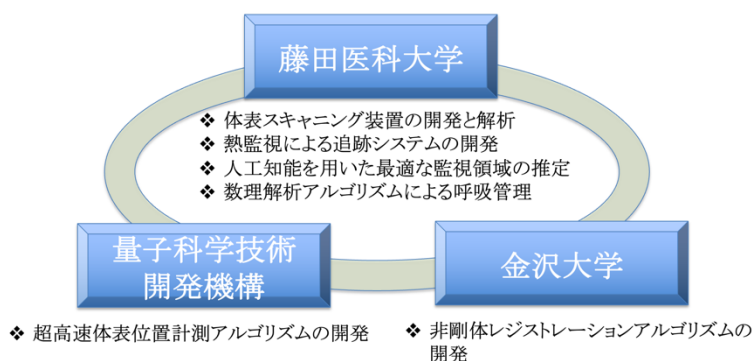 藤田医科大学
❖ 体表スキャニング装置の開発と解析
❖ 熱監視による追跡システムの開発
❖ 人工知能を用いた最適な監視領域の推定
❖ 数理解析アルゴリズムによる呼吸管理
量子科学技術
開発機構
❖ 超高速体表位置計測アルゴリズムの開発
金沢大学
❖ 非剛体レジストレーションアルゴリズムの
開発